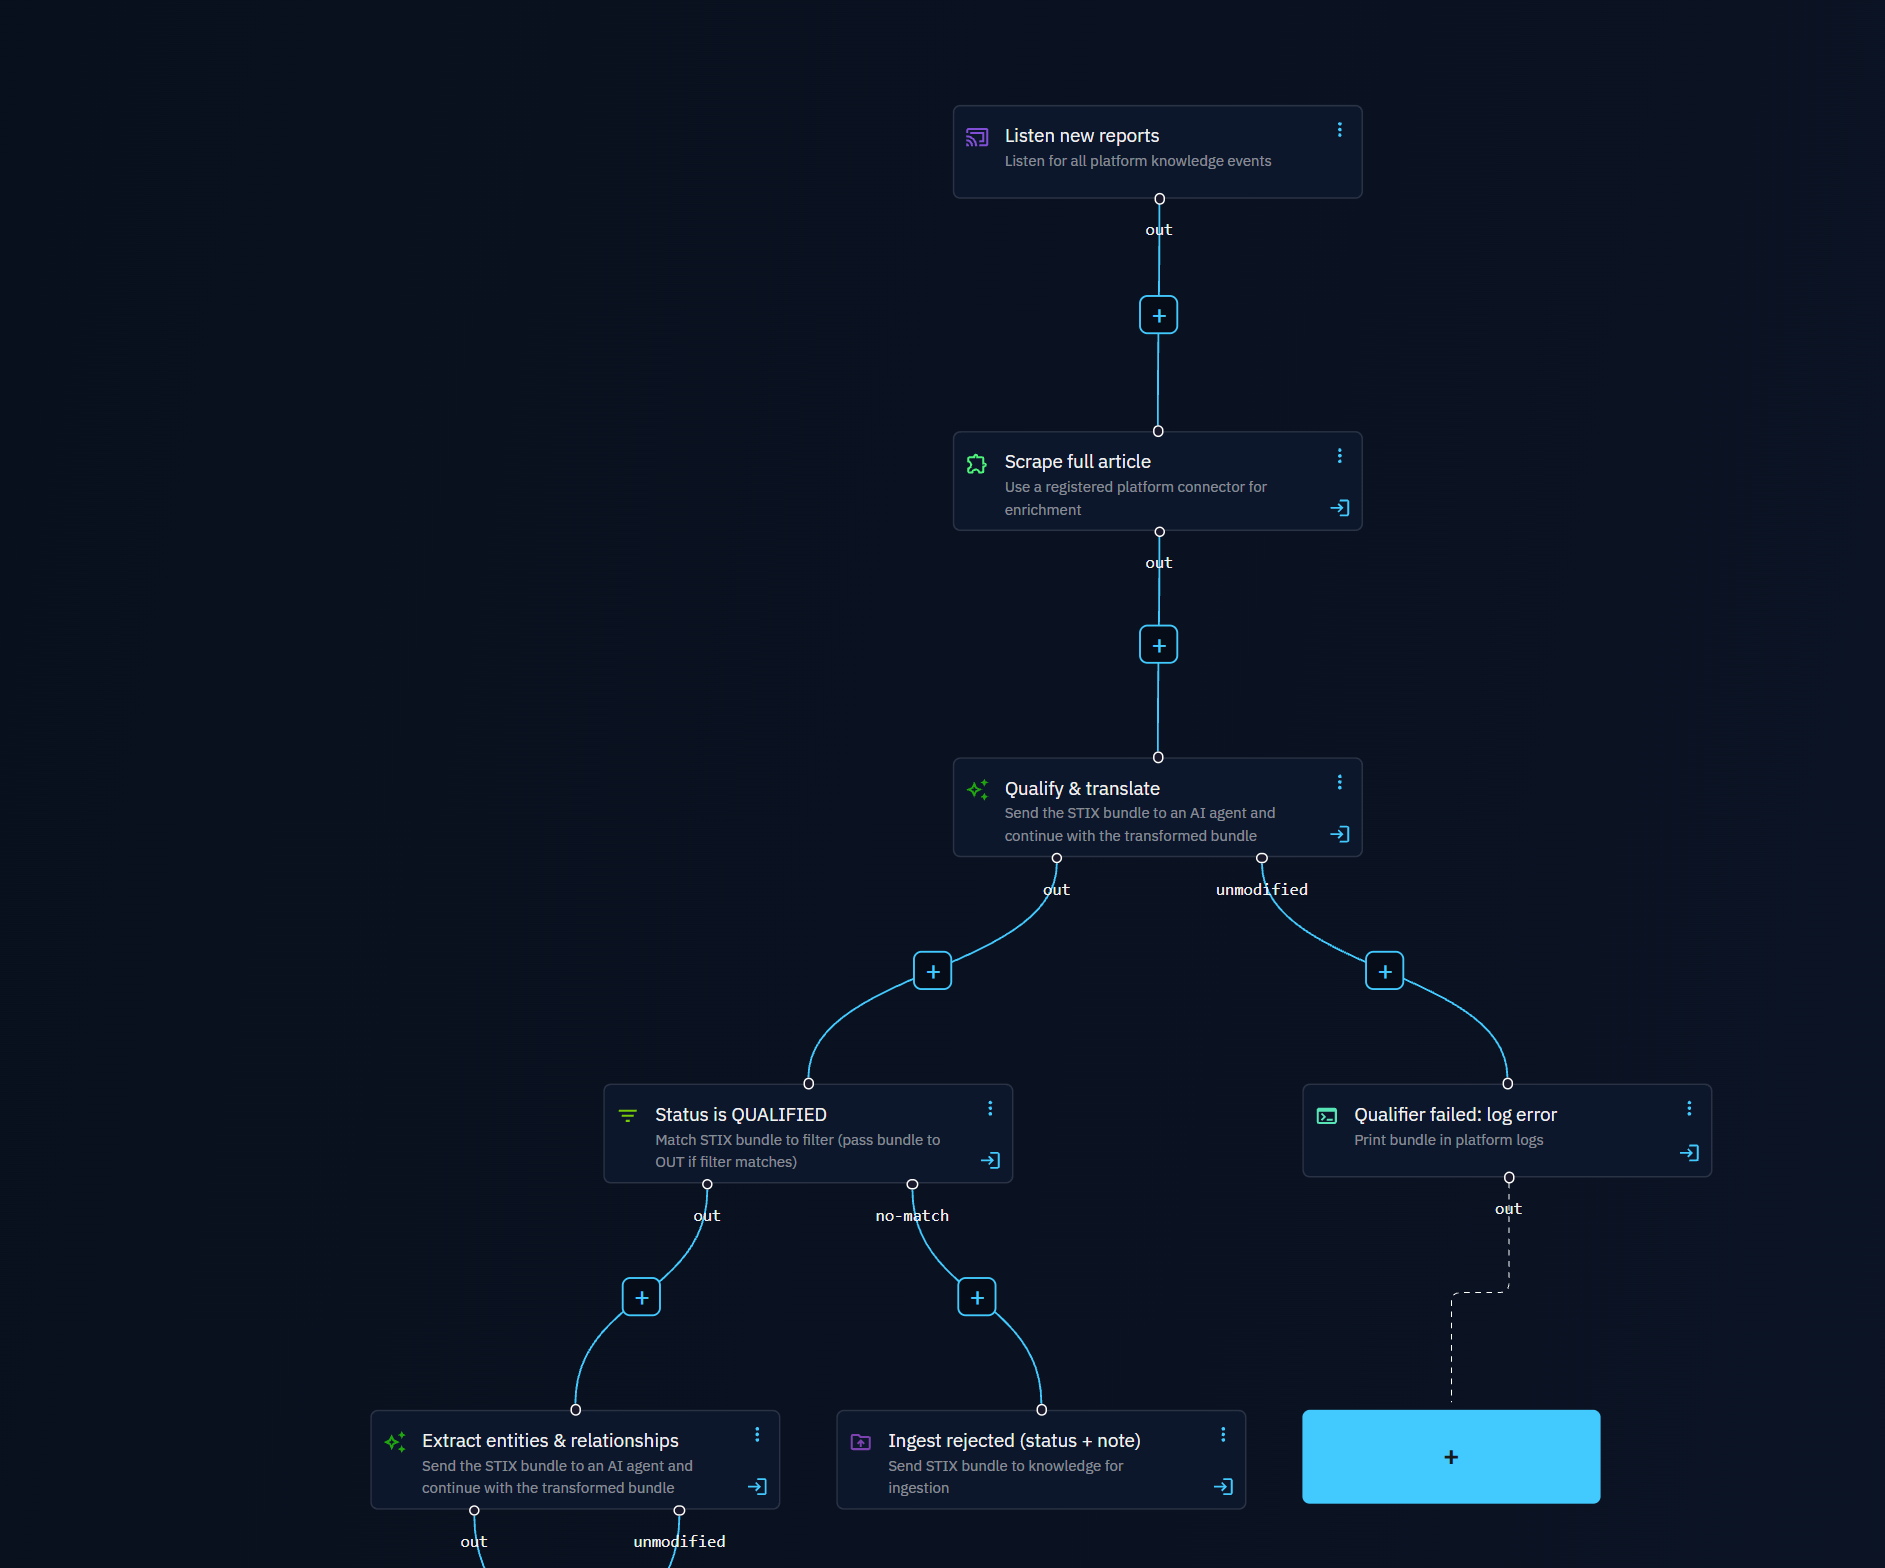 Listen new reports
Listen for all platform knowledge events
out
+
Scrape full article
Use a registered platform connector for
enrichment
out
+
Qualify & translate
Send the STIX bundle to an AI agent and
continue with the transformed bundle
out
unmodified
+
+
Status is QUALIFIED
Match STIX bundle to filter (pass bundle to
OUT if filter matches)
Qualifier failed: log error
Print bundle in platform logs
out
no-match
out
+
+
Extract entities & relationships
Send the STIX bundle to an AI agent and
continue with the transformed bundle
Ingest rejected (status + note)
Send STIX bundle to knowledge for
ingestion
+
out
unmodified